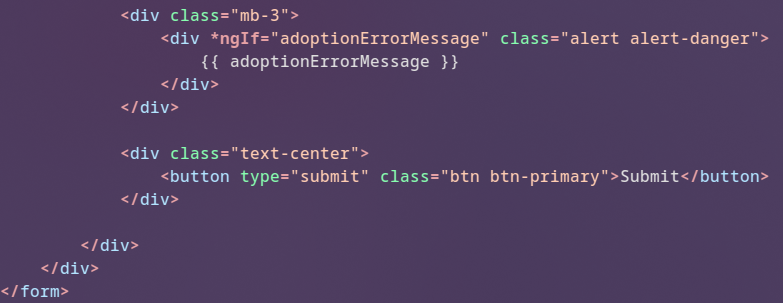 <div class="mb-3">
<div *ngIf="adoptionErrorMessage" class="alert alert-danger">
{{ adoptionErrorMessage }}
</div>
</div>
<div class="text-center">
<button type="submit" class="btn btn-primary">Submit</button>
</div>
</div>
</div>
</form>